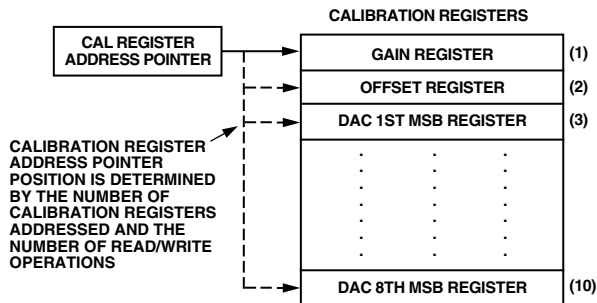 CALIBRATION REGISTERS
CAL REGISTER
ADDRESS POINTER
GAIN REGISTER (1)
OFFSET REGISTER (2)
DAC 1ST MSB REGISTER (3)
CALIBRATION REGISTER
ADDRESS POINTER
POSITION IS DETERMINED
BY THE NUMBER OF
CALIBRATION REGISTERS
ADDRESSED AND THE
NUMBER OF READ/WRITE
OPERATIONS
DAC 8TH MSB REGISTER (10)